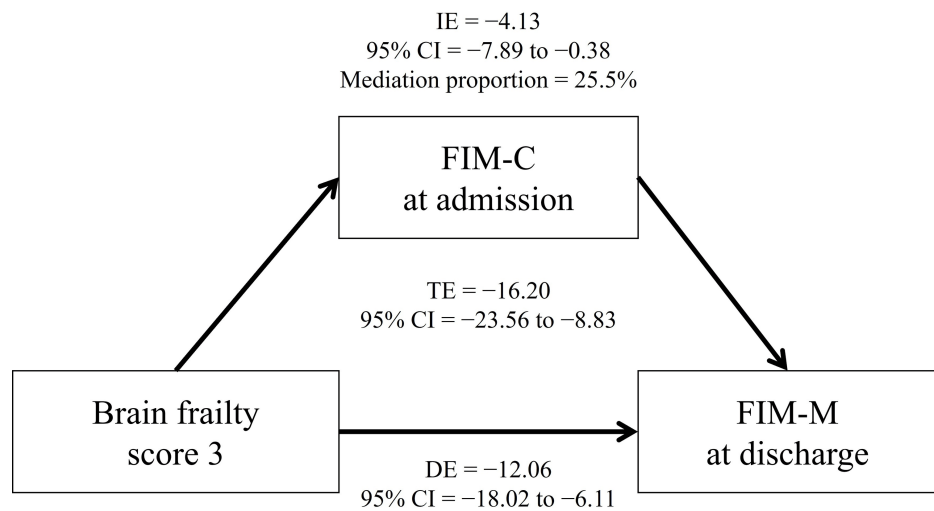 IE = −4.13
95% CI = −7.89 to −0.38
Mediation proportion = 25.5%
FIM-C
at admission
TE = −16.20
95% CI = −23.56 to −8.83
Brain frailty
score 3
FIM-M
at discharge
DE = −12.06
95% CI = −18.02 to −6.11